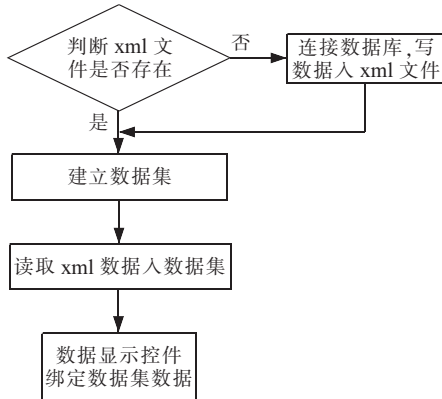 判断 xml 文
件是否存在
否
连接数据库,写
数据入 xml 文件
是
建立数据集
读取 xml 数据入数据集
数据显示控件
绑定数据集数据